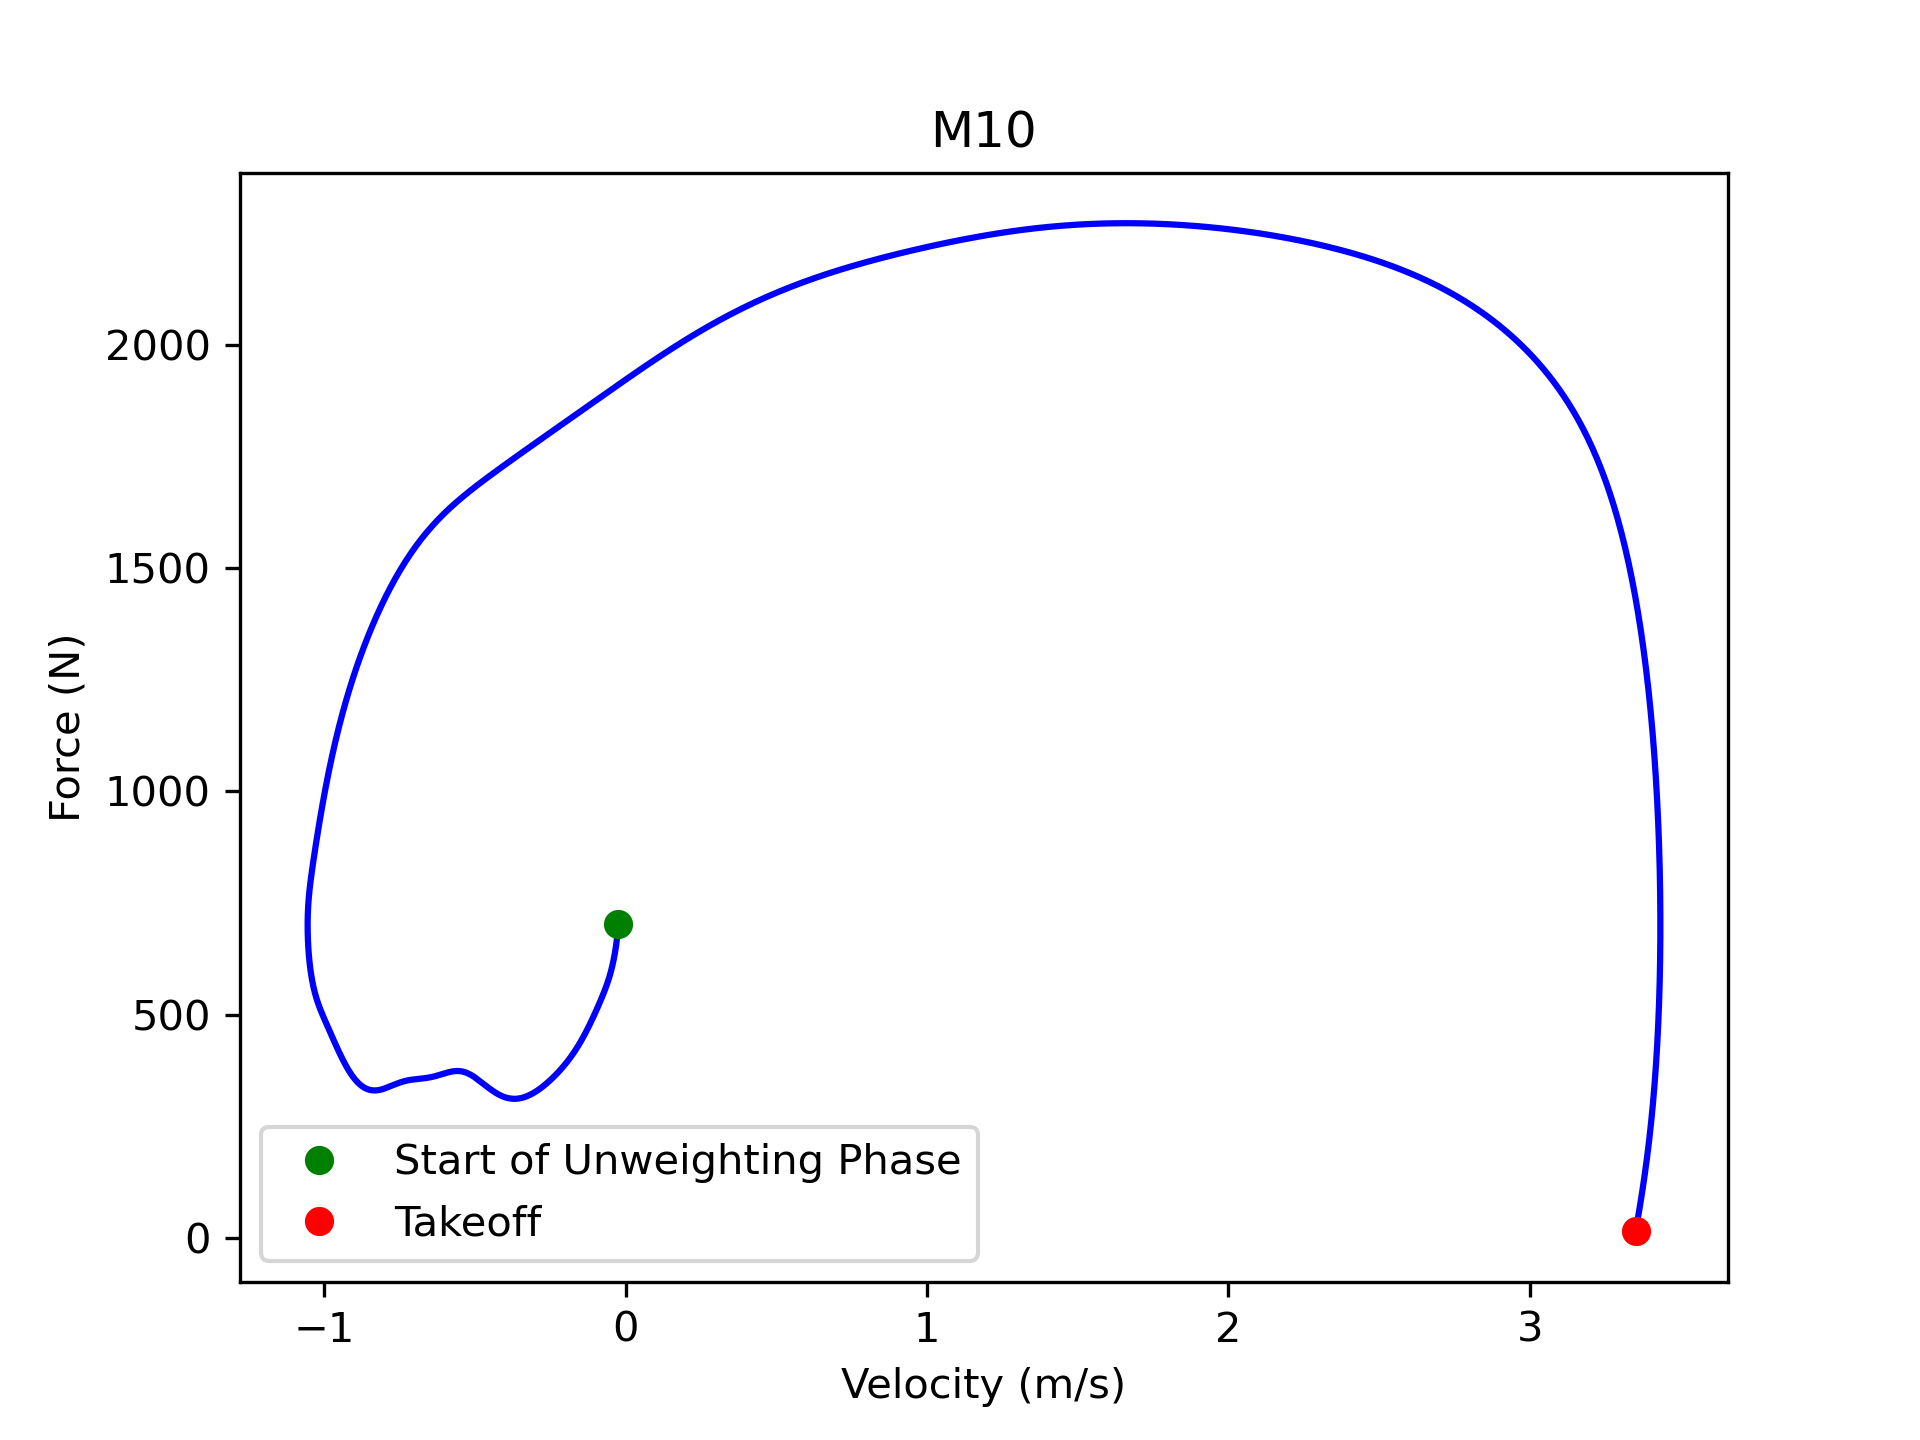 M10
Force (N)
2000
1500
1000
500
0
Start of Unweighting Phase
Takeoff
−1
0
1
2
3
Velocity (m/s)